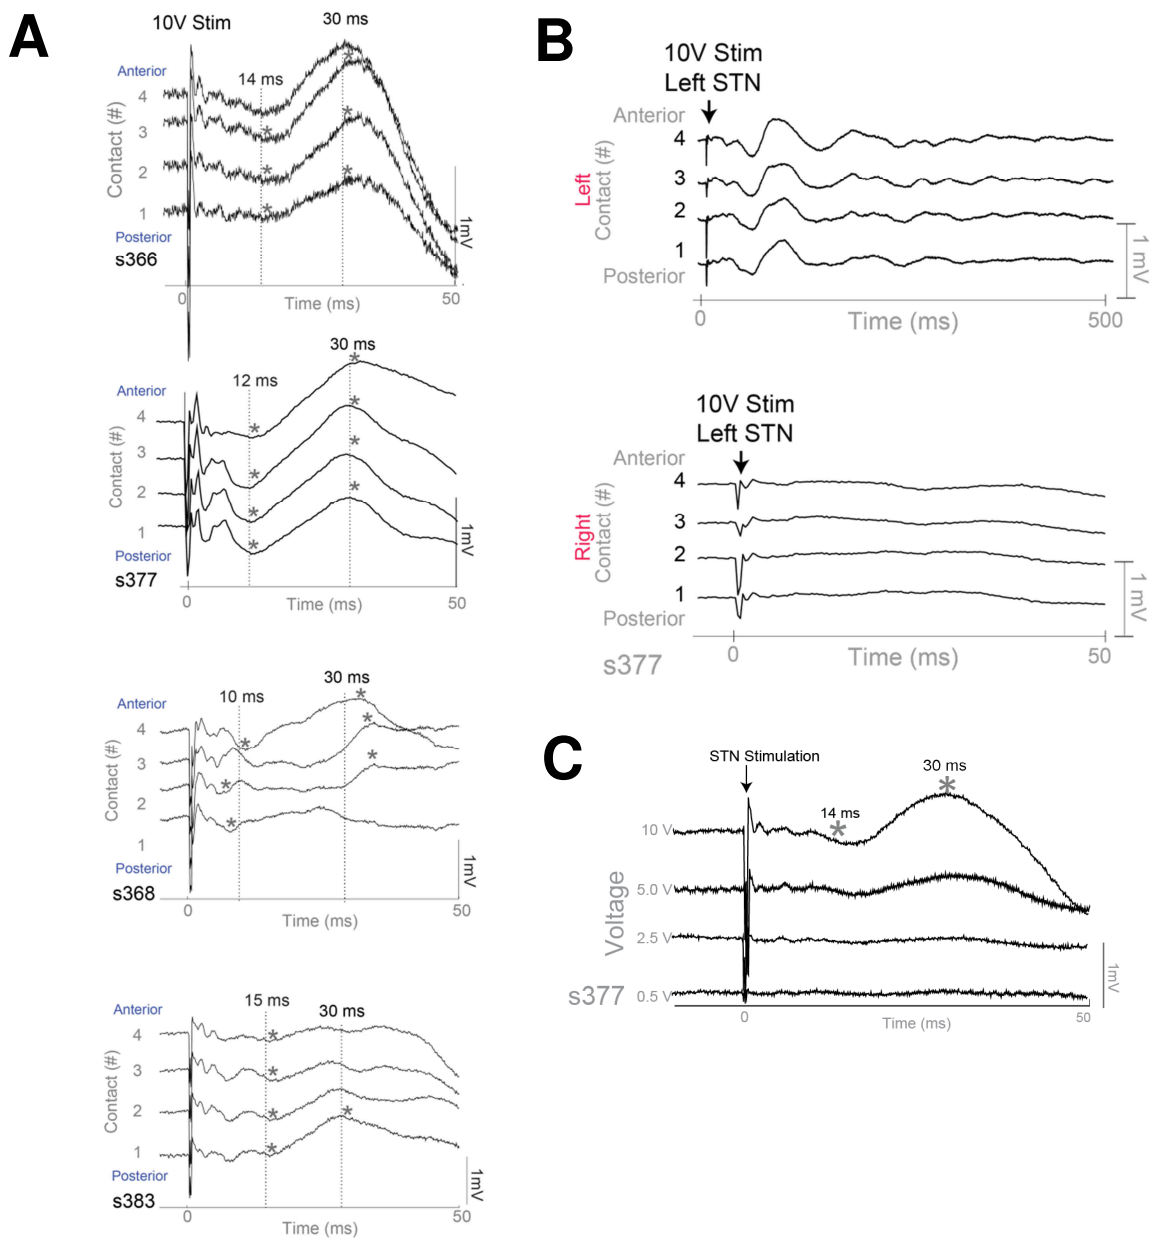 A
10V Stim
30 ms
14 ms
Anterior
Contact (#)
4
*
3
*
*
2
*
*
1
*
*
Posterior
s366
1mV
0
Time (ms)
50
30 ms
*
12 ms
Anterior
Contact (#)
4
*
*
3
*
*
2
*
*
1
*
Posterior
s377
1mV
0
Time (ms)
50
30 ms
10 ms
*
Anterior
Contact (#)
4
*
*
3
*
*
2
*
1
Posterior
s368
1mV
0
Time (ms)
50
15 ms
30 ms
Anterior
Contact (#)
4
*
3
*
2
*
*
1
*
Posterior
s383
1mV
0
Time (ms)
50
B
10V Stim
Left STN
Anterior
Left
Contact (#)
4
3
2
1
Posterior
1 mV
0
Time (ms)
500
10V Stim
Left STN
Anterior
Right
Contact (#)
4
3
2
1
Posterior
1 mV
s377
0
Time (ms)
50
C
STN Stimulation
30 ms
*
14 ms
*
Voltage
10 V
5.0 V
2.5 V
s377
0.5 V
1mV
0
Time (ms)
50